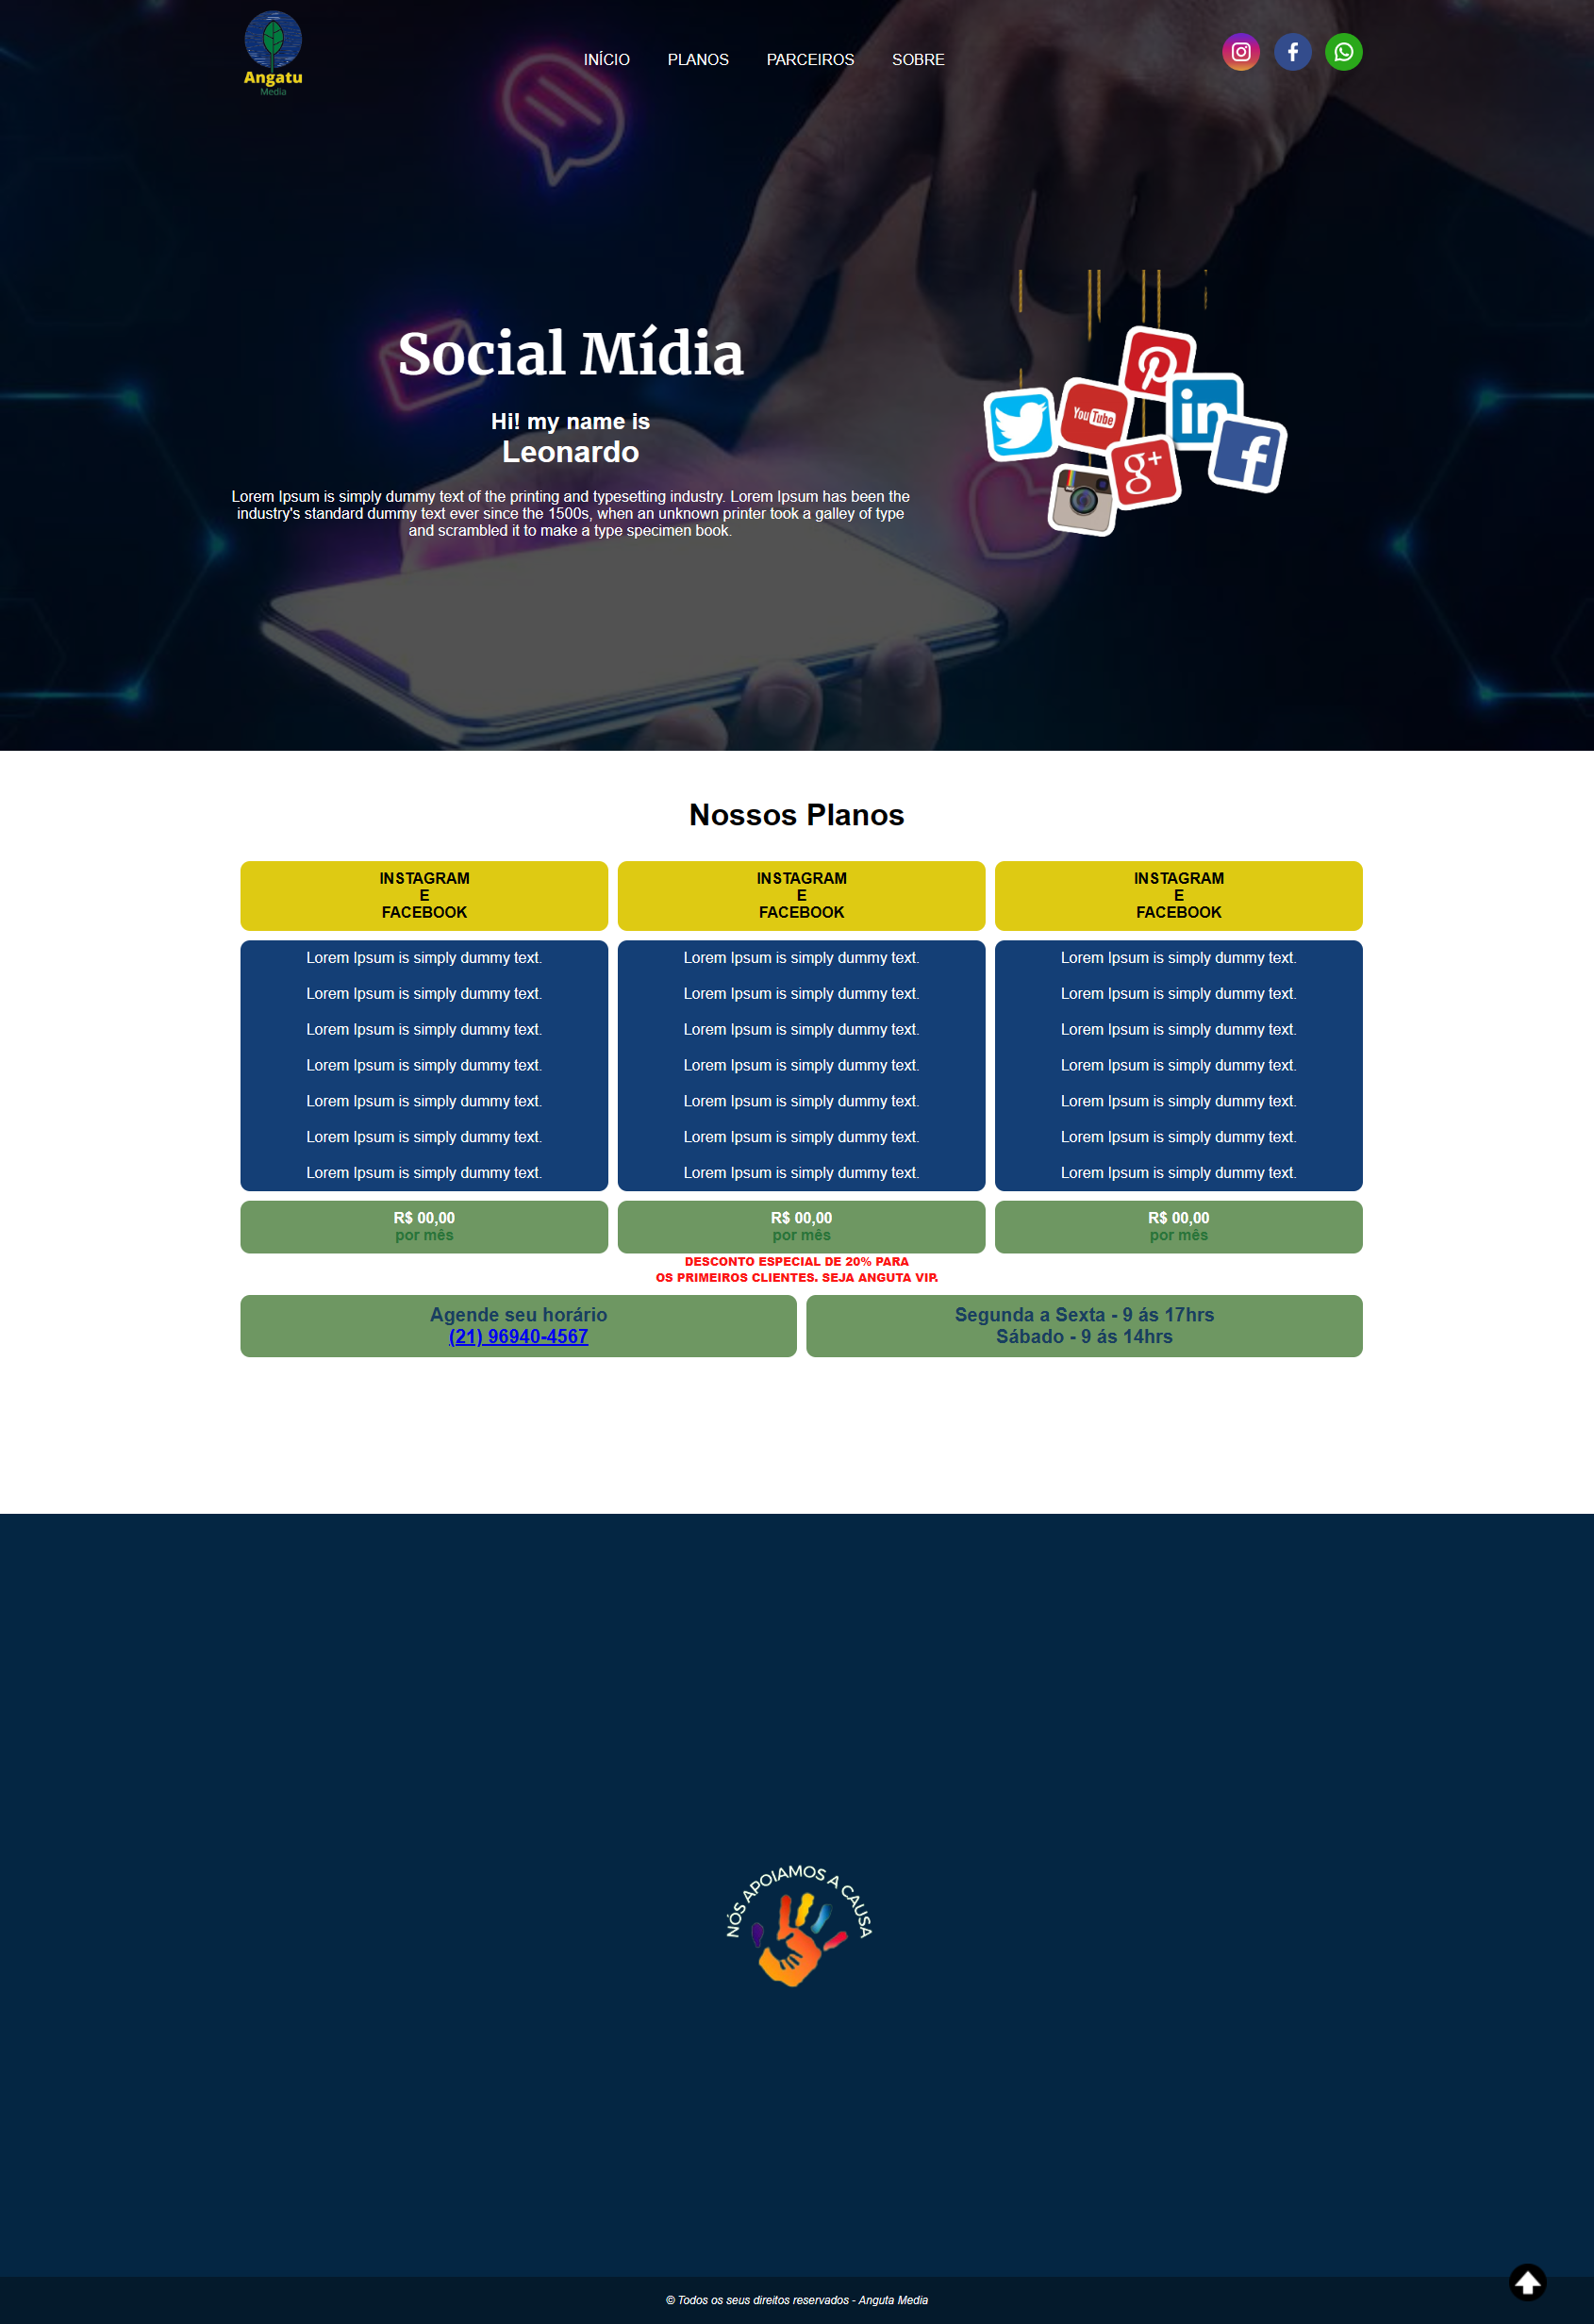 Angatu
Media
INÍCIO PLANOS PARCEIROS SOBRE
Social Mídia
Hi! my name is
Leonardo
Lorem Ipsum is simply dummy text of the printing and typesetting industry. Lorem Ipsum has been the
industry's standard dummy text ever since the 1500s, when an unknown printer took a galley of type
and scrambled it to make a type specimen book.
You Tube
in
g+
f
Nossos Planos
INSTAGRAM
E
FACEBOOK
Lorem Ipsum is simply dummy text.
Lorem Ipsum is simply dummy text.
Lorem Ipsum is simply dummy text.
Lorem Ipsum is simply dummy text.
Lorem Ipsum is simply dummy text.
Lorem Ipsum is simply dummy text.
Lorem Ipsum is simply dummy text.
R$ 00,00
por mês
INSTAGRAM
E
FACEBOOK
Lorem Ipsum is simply dummy text.
Lorem Ipsum is simply dummy text.
Lorem Ipsum is simply dummy text.
Lorem Ipsum is simply dummy text.
Lorem Ipsum is simply dummy text.
Lorem Ipsum is simply dummy text.
Lorem Ipsum is simply dummy text.
R$ 00,00
por mês
INSTAGRAM
E
FACEBOOK
Lorem Ipsum is simply dummy text.
Lorem Ipsum is simply dummy text.
Lorem Ipsum is simply dummy text.
Lorem Ipsum is simply dummy text.
Lorem Ipsum is simply dummy text.
Lorem Ipsum is simply dummy text.
Lorem Ipsum is simply dummy text.
R$ 00,00
por mês
DESCONTO ESPECIAL DE 20% PARA
OS PRIMEIROS CLIENTES. SEJA ANGUTA VIP.
Agende seu horário
(21) 96940-4567
Segunda a Sexta - 9 ás 17hrs
Sábado - 9 ás 14hrs
NÓS APOIAMOS A CAUSA
© Todos os seus direitos reservados - Anguta Media